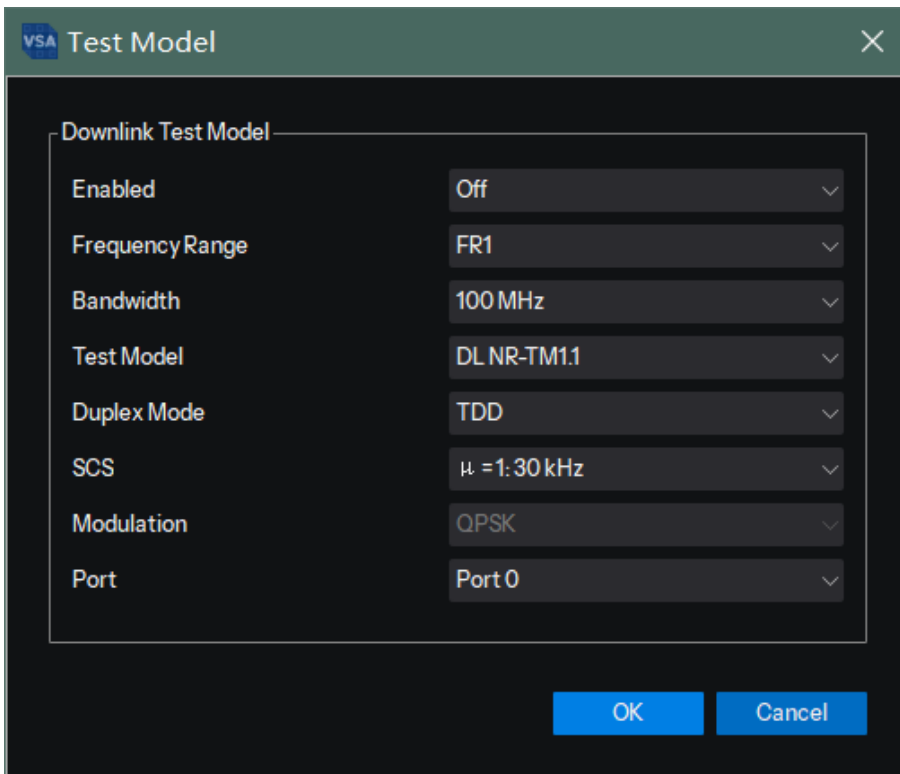 VSA Test Model
Downlink Test Model
Enabled Off
Frequency Range FR1
Bandwidth 100 MHz
Test Model DL NR-TM1.1
Duplex Mode TDD
SCS μ =1: 30 kHz
Modulation QPSK
Port Port 0
OK Cancel